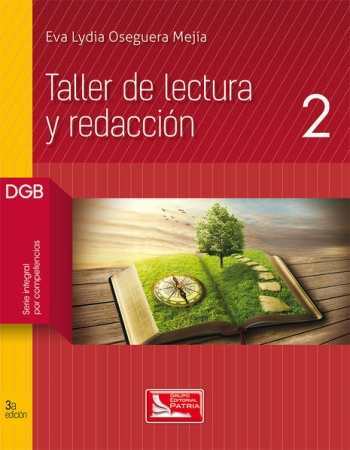 Eva Lydia Oseguera Mejía
Taller de lectura
y redacción
2
DGB
Serie integral
por competencias
3a
edición
GRUPO
EDITORIAL
PATRIA